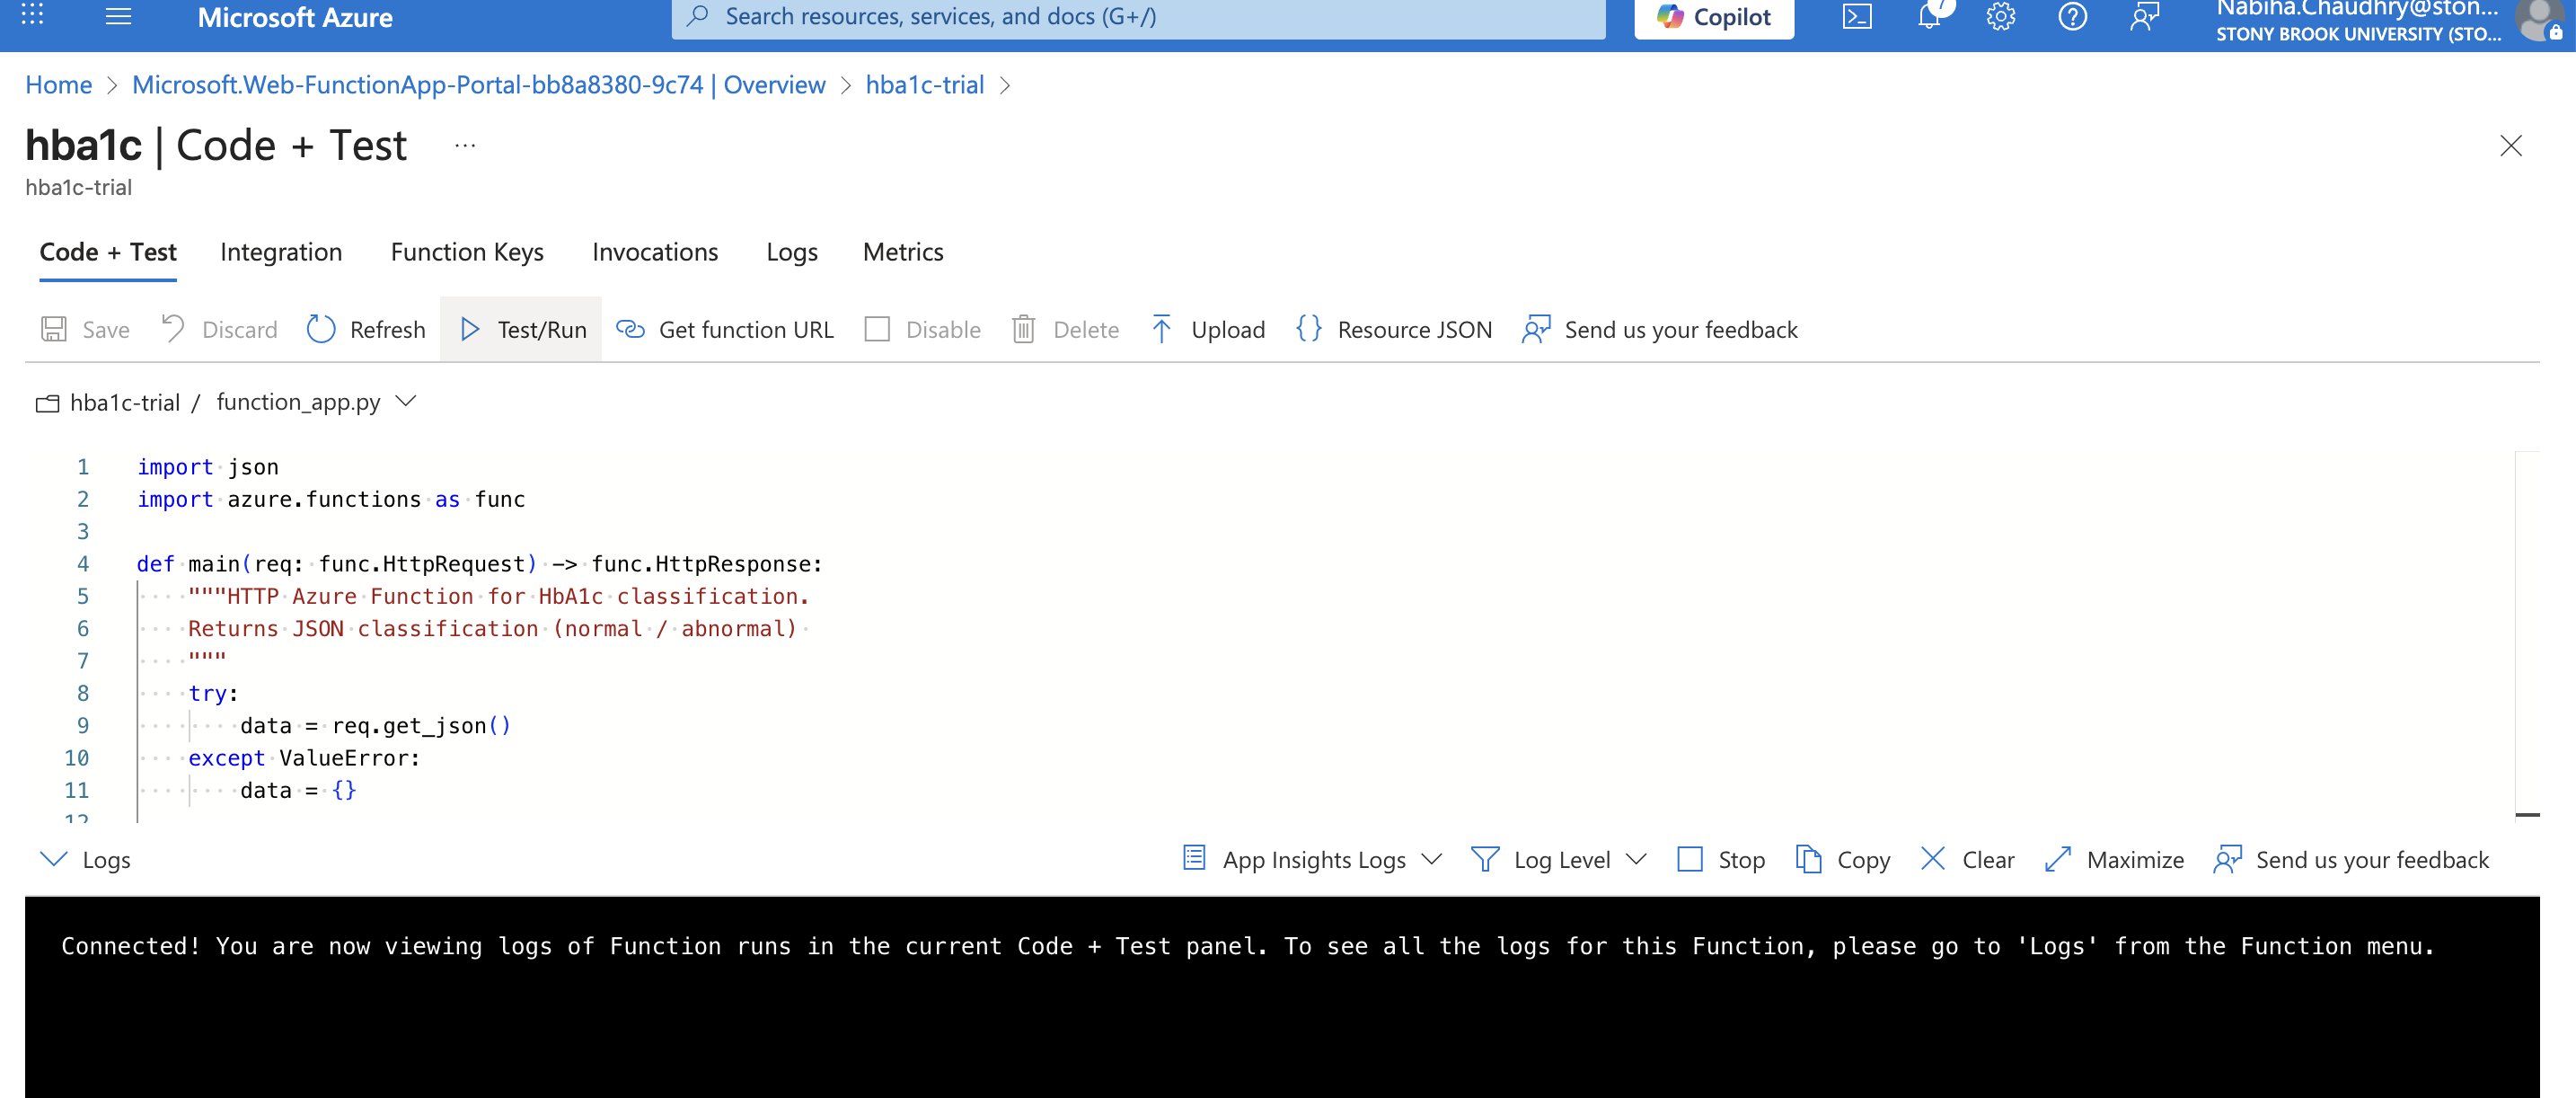 Microsoft Azure
Search resources, services, and docs (G+/)
Copilot
7
Nabiha.Chaudhry@ston...
STONY BROOK UNIVERSITY (STO...
Home > Microsoft.Web-FunctionApp-Portal-bb8a8380-9c74 | Overview > hba1c-trial >
hba1c | Code + Test ...
hba1c-trial
Code + Test Integration Function Keys Invocations Logs Metrics
Save Discard Refresh Test/Run Get function URL Disable Delete Upload {} Resource JSON Send us your feedback
hba1c-trial / function_app.py
1 import json
2 import azure.functions as func
3
4 def main(req: func.HttpRequest) -> func.HttpResponse:
5 """HTTP Azure Function for HbA1c classification.
6 Returns JSON classification (normal / abnormal)
7 """
8 try:
9 data = req.get_json()
10 except ValueError:
11 data = {}
12
Logs App Insights Logs Log Level Stop Copy Clear Maximize Send us your feedback
Connected! You are now viewing logs of Function runs in the current Code + Test panel. To see all the logs for this Function, please go to 'Logs' from the Function menu.